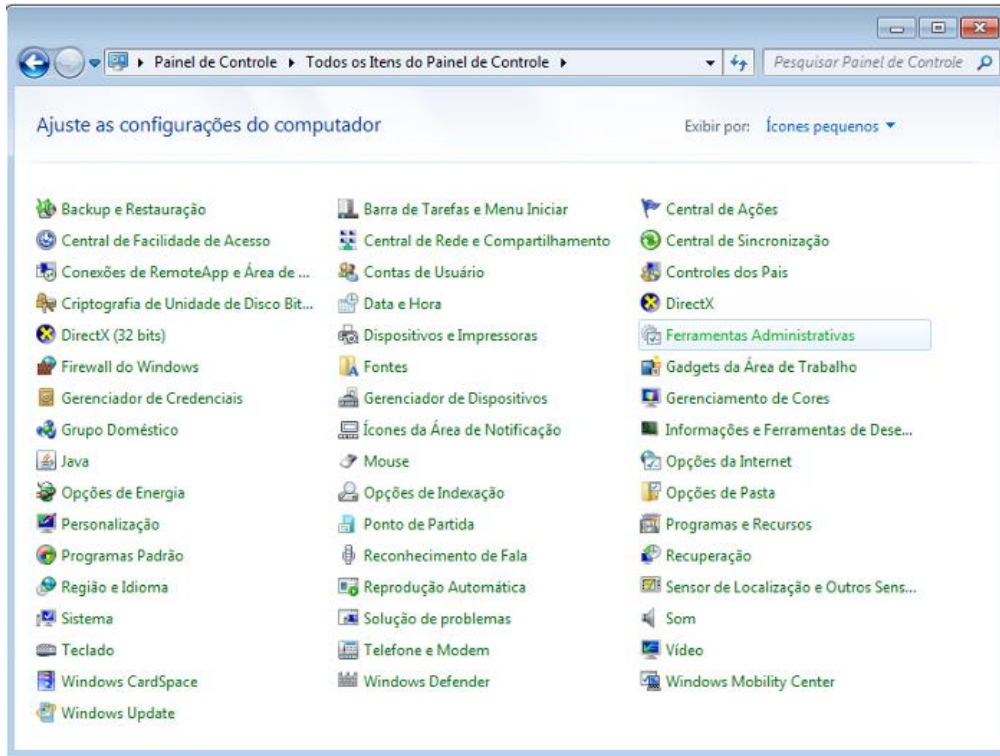 Painel de Controle Todos os Itens do Painel de Controle Pesquisar Painel de Controle
Ajuste as configurações do computador Exibir por: Ícones pequenos
Backup e Restauração Barra de Tarefas e Menu Iniciar Central de Ações
Central de Facilidade de Acesso Central de Rede e Compartilhamento Central de Sincronização
Conexões de RemoteApp e Área de ... Contas de Usuário Controles dos Pais
Criptografia de Unidade de Disco Bit... Data e Hora DirectX
DirectX (32 bits) Dispositivos e Impressoras Ferramentas Administrativas
Firewall do Windows Fontes Gadgets da Área de Trabalho
Gerenciador de Credenciais Gerenciador de Dispositivos Gerenciamento de Cores
Grupo Doméstico Ícones da Área de Notificação Informações e Ferramentas de Dese...
Java Mouse Opções da Internet
Opções de Energia Opções de Indexação Opções de Pasta
Personalização Ponto de Partida Programas e Recursos
Programas Padrão Reconhecimento de Fala Recuperação
Região e Idioma Reprodução Automática Sensor de Localização e Outros Sens...
Sistema Solução de problemas Som
Teclado Telefone e Modem Vídeo
Windows CardSpace Windows Defender Windows Mobility Center
Windows Update